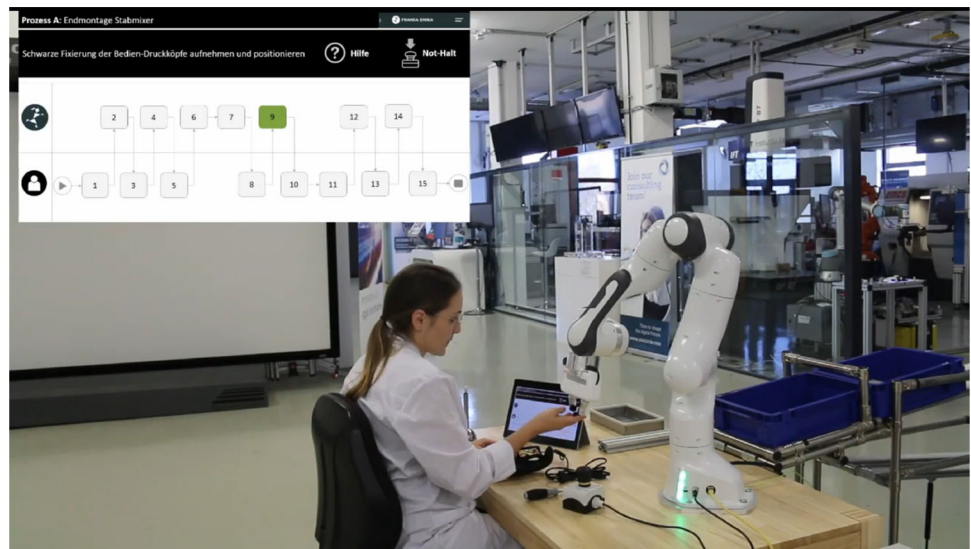 Prozess A: Endmontage Stabmixer
FRANKA EMIKA
Schwarze Fixierung der Bedien-Druckköpfe aufnehmen und positionieren
Hilfe
Not-Halt
2
4
6
7
9
12
14
1
3
5
8
10
11
13
15
IFT
Join our
consulting
team!